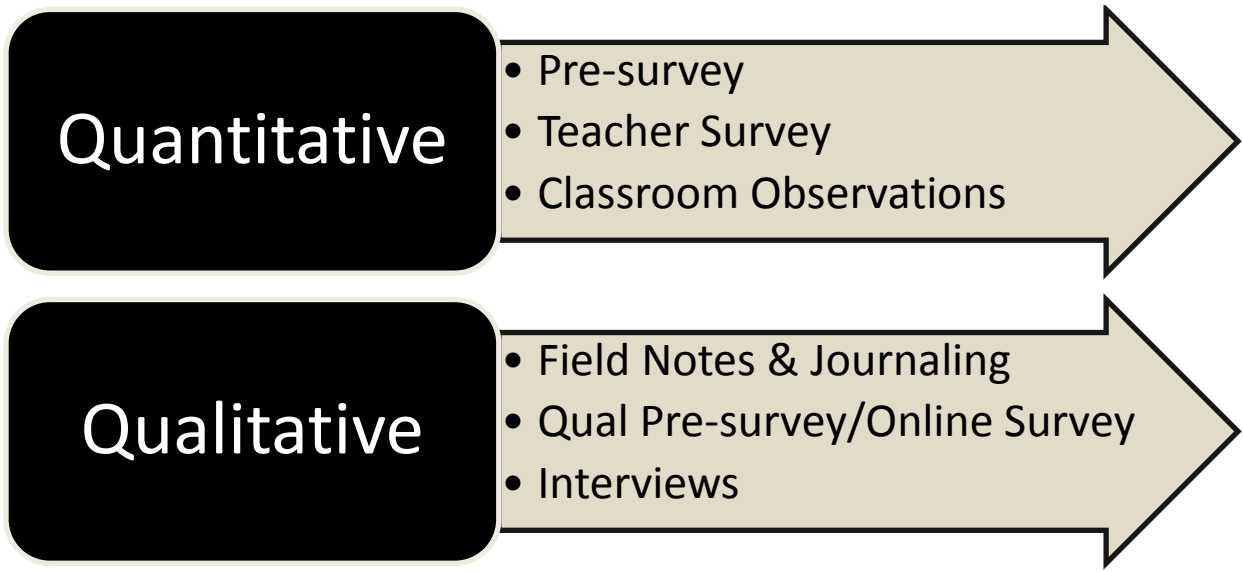 Quantitative
• Pre-survey
• Teacher Survey
• Classroom Observations
Qualitative
• Field Notes & Journaling
• Qual Pre-survey/Online Survey
• Interviews